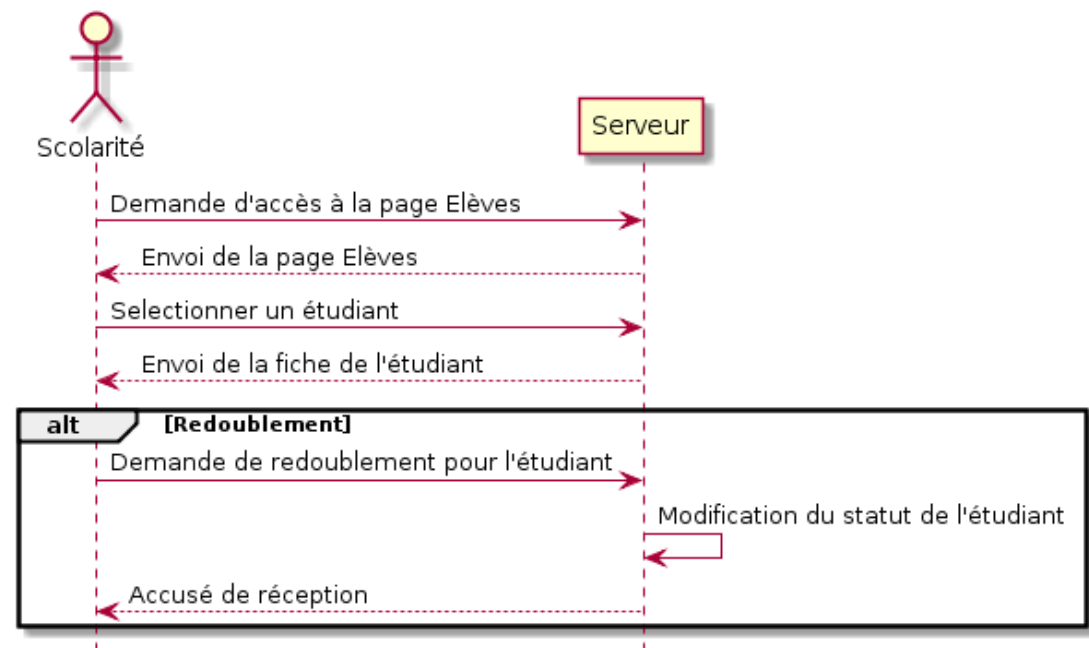 Scolarité
Serveur
Demande d'accès à la page Elèves
Envoi de la page Elèves
Selectionner un étudiant
Envoi de la fiche de l'étudiant
alt [Redoublement]
Demande de redoublement pour l'étudiant
Modification du statut de l'étudiant
Accusé de réception